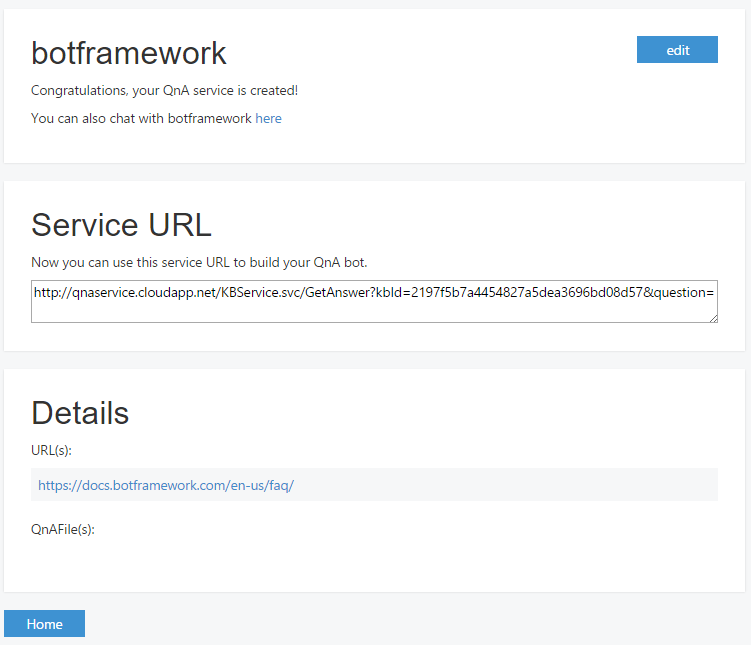 botframework
edit
Congratulations, your QnA service is created!
You can also chat with botframework here
Service URL
Now you can use this service URL to build your QnA bot.
http://qnaservice.cloudapp.net/KBService.svc/GetAnswer?kbId=2197f5b7a4454827a5dea3696bd08d57&question=
Details
URL(s):
https://docs.botframework.com/en-us/faq/
QnAFile(s):
Home